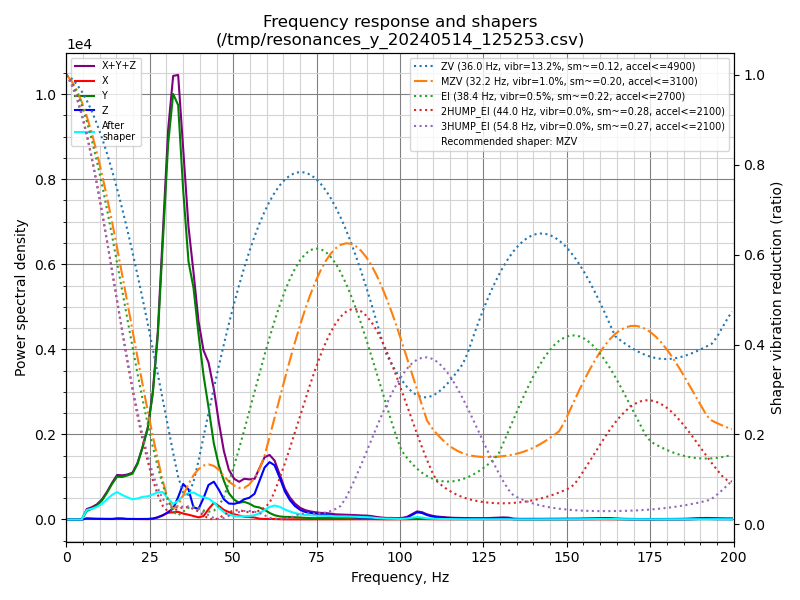 Frequency response and shapers
(/tmp/resonances_y_20240514_125253.csv)
1e4
X+Y+Z
X
Y
Z
After
shaper
ZV (36.0 Hz, vibr=13.2%, sm~=0.12, accel<=4900)
MZV (32.2 Hz, vibr=1.0%, sm~=0.20, accel<=3100)
EI (38.4 Hz, vibr=0.5%, sm~=0.22, accel<=2700)
2HUMP_EI (44.0 Hz, vibr=0.0%, sm~=0.28, accel<=2100)
3HUMP_EI (54.8 Hz, vibr=0.0%, sm~=0.27, accel<=2100)
Recommended shaper: MZV
Power spectral density
1.0
0.8
0.6
0.4
0.2
0.0
1.0
0.8
0.6
0.4
0.2
0.0
Shaper vibration reduction (ratio)
0 25 50 75 100 125 150 175 200
Frequency, Hz